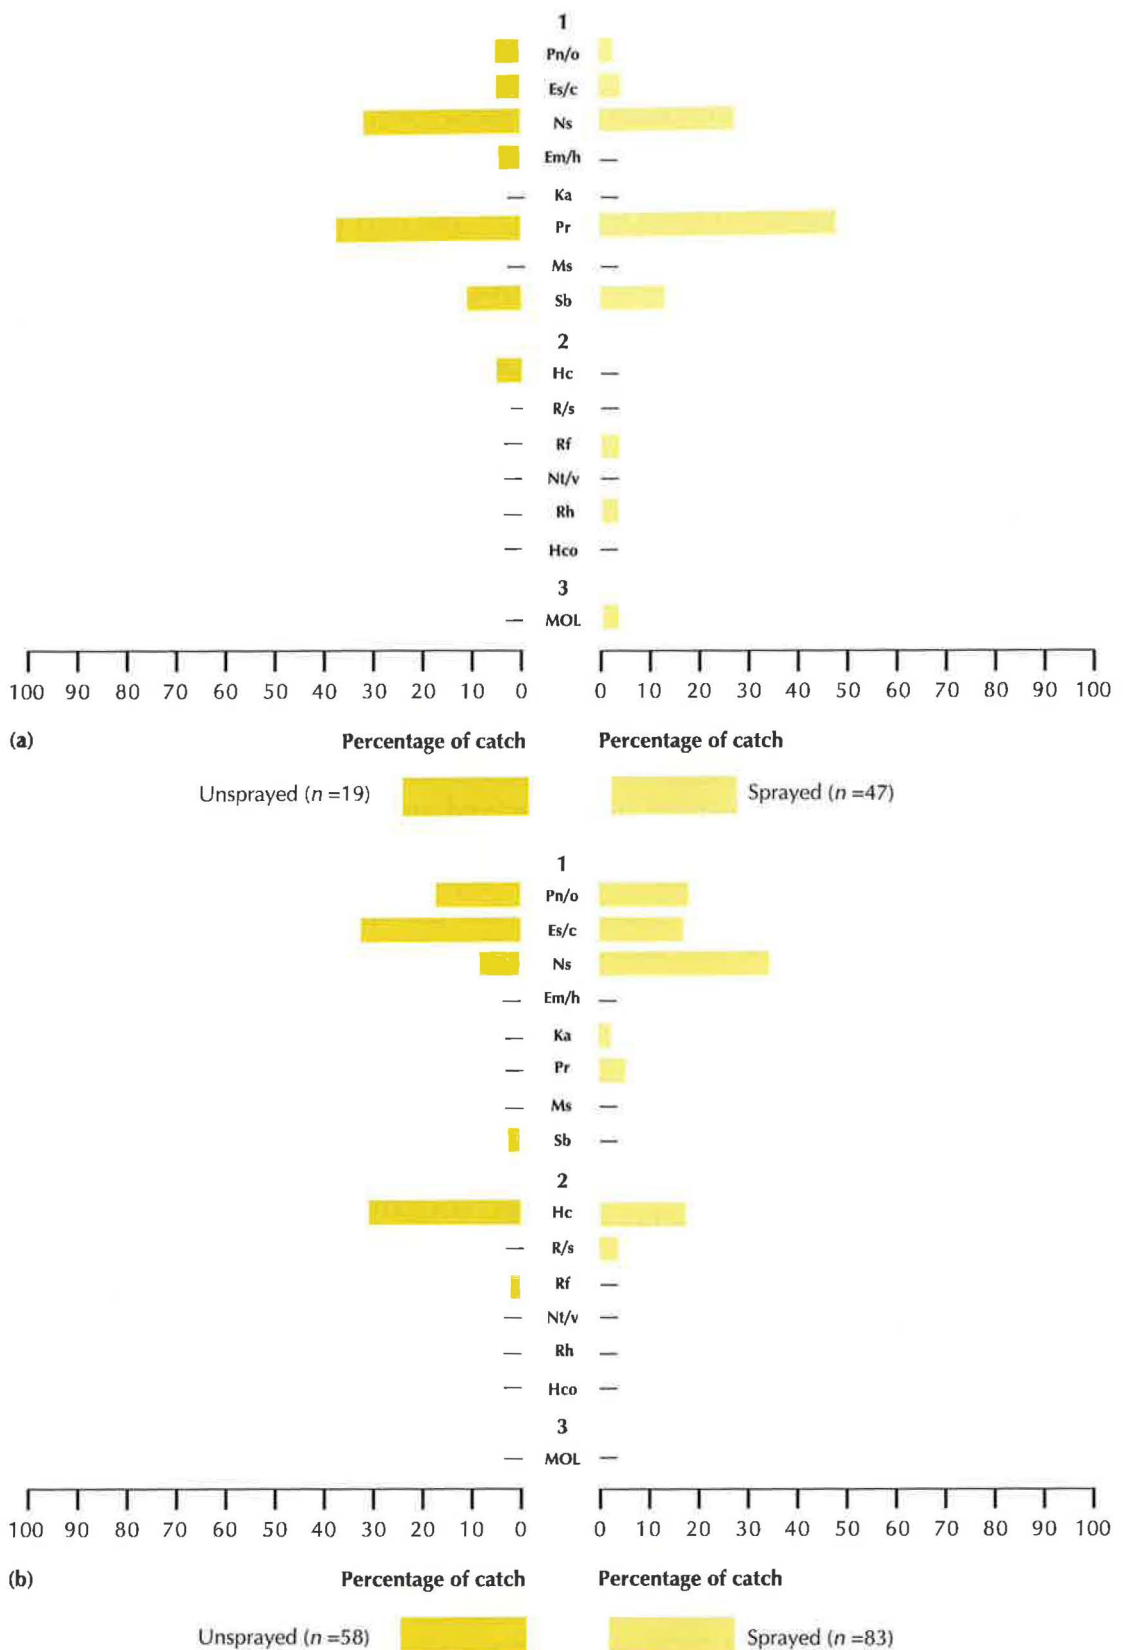 1
Pn/o
Es/c
Ns
Em/h
Ka
Pr
Ms
Sb
2
Hc
R/s
Rf
Nt/v
Rh
Hco
3
MOL
100 90 80 70 60 50 40 30 20 10 0 0 10 20 30 40 50 60 70 80 90 100
(a) Percentage of catch Percentage of catch
Unsprayed (n =19) Sprayed (n =47)
1
Pn/o
Es/c
Ns
Em/h
Ka
Pr
Ms
Sb
2
Hc
R/s
Rf
Nt/v
Rh
Hco
3
MOL
100 90 80 70 60 50 40 30 20 10 0 0 10 20 30 40 50 60 70 80 90 100
(b) Percentage of catch Percentage of catch
Unsprayed (n =58) Sprayed (n =83)